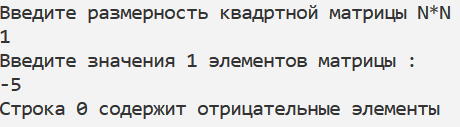 Введите размерность квадртной матрицы N*N
1
Введите значения 1 элементов матрицы :
-5
Строка 0 содержит отрицательные элементы